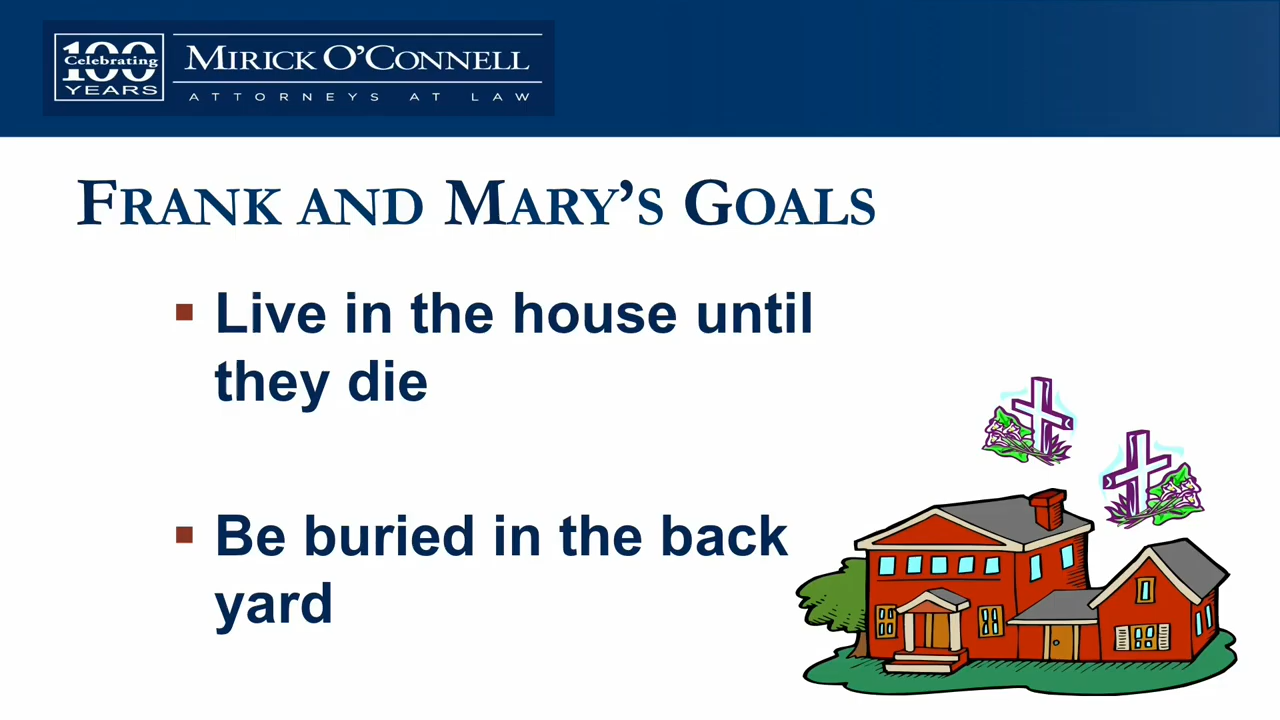 100
Celebrating
YEARS
MIRICK O'CONNELL
ATTORNEYS AT LAW
FRANK AND MARY'S GOALS
Live in the house until
they die
Be buried in the back
yard